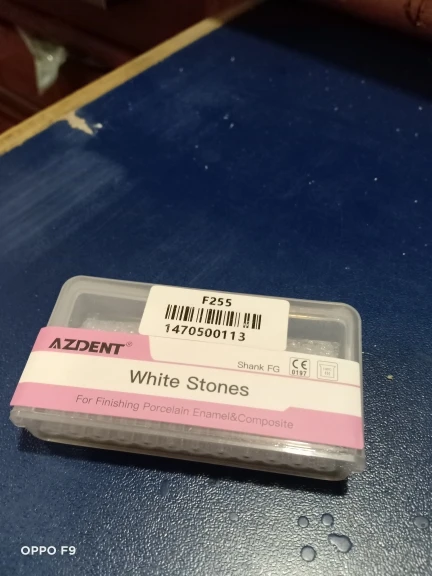 F255
1470500113
AZDENT®
Shank FG
CE
0197
White Stones
For Finishing Porcelain Enamel&Composite
OPPO F9